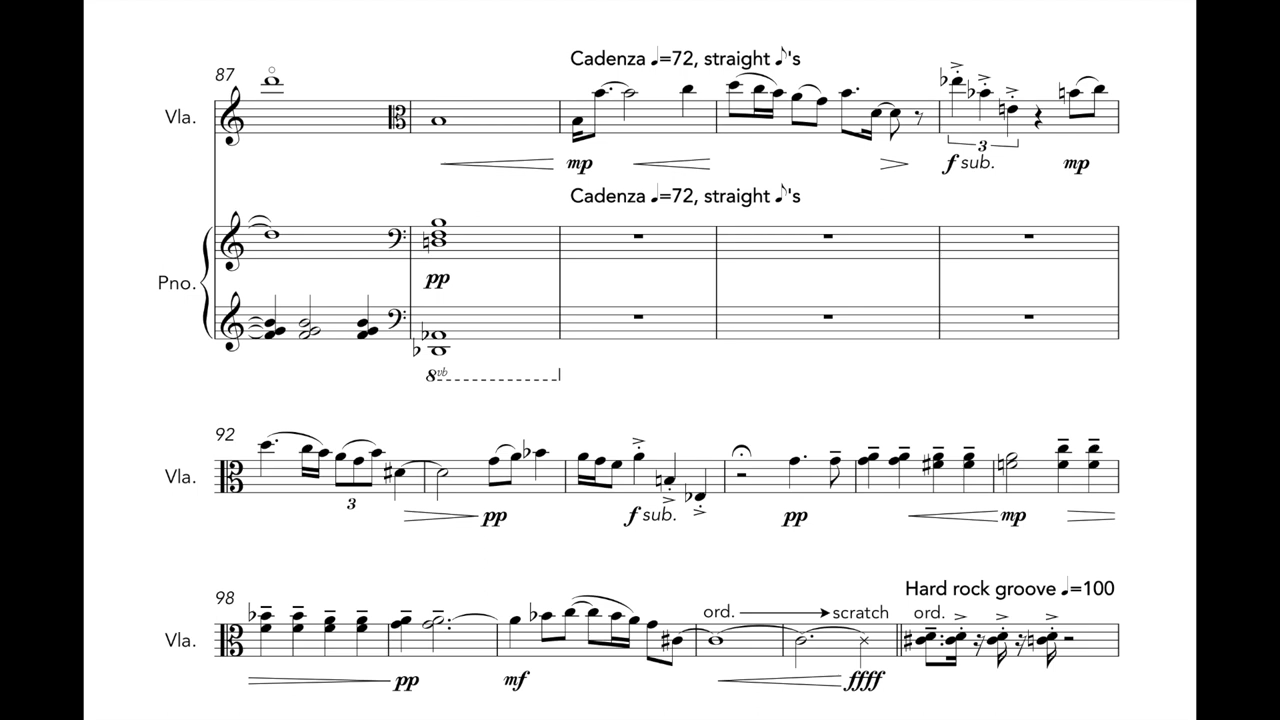 Cadenza ♩=72, straight ♪'s
87
Vla.
3
mp
f sub.
mp
Cadenza ♩=72, straight ♪'s
Pno.
pp
8vb
92
Vla.
3
pp
f sub.
pp
mp
Hard rock groove ♩=100
98
ord.
scratch
ord.
Vla.
pp
mf
ffff